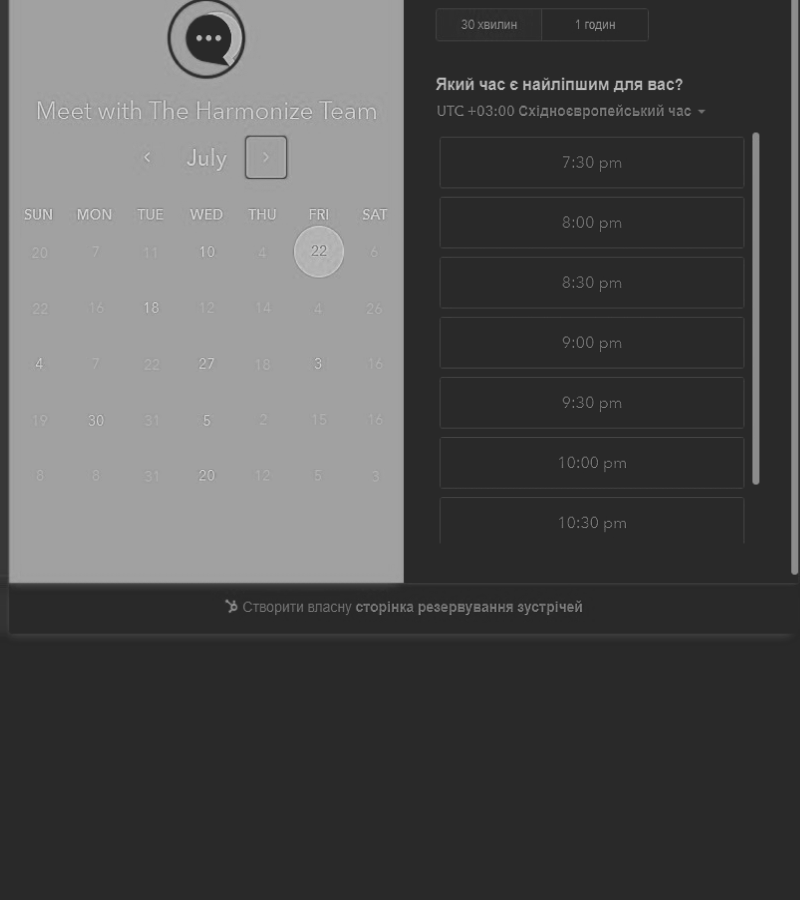 Meet with The Harmonize Team
July
SUN MON TUE WED THU FRI SAT
20 7 11 10 4 22 6
22 16 18 12 14 4 26
4 7 22 27 18 3 16
19 30 31 5 2 15 16
8 8 31 20 12 5 3
30 хвилин 1 годин
Який час є найліпшим для вас?
UTC +03:00 Східноєвропейський час
7:30 pm
8:00 pm
8:30 pm
9:00 pm
9:30 pm
10:00 pm
10:30 pm
Створити власну сторінка резервування зустрічей